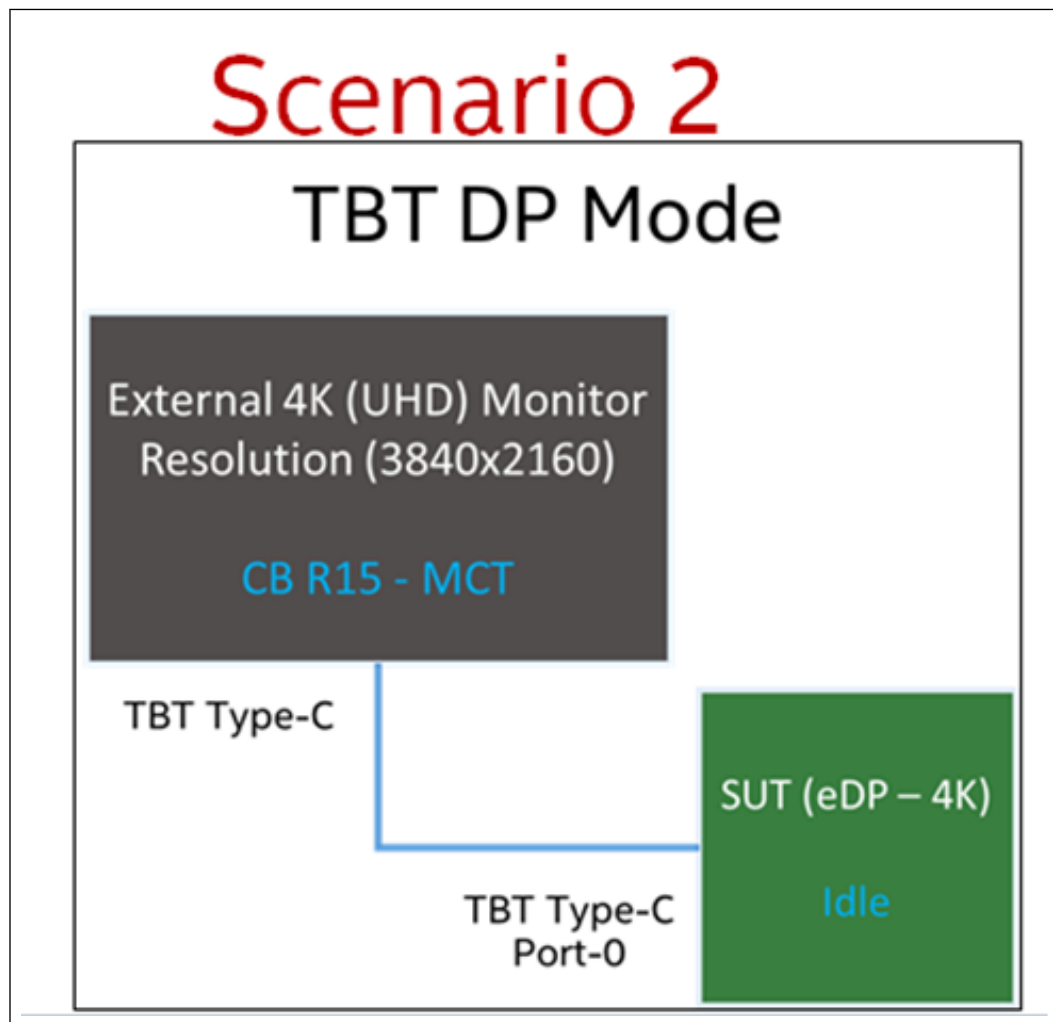 Scenario 2
TBT DP Mode
External 4K (UHD) Monitor
Resolution (3840x2160)
CB R15 - MCT
TBT Type-C
SUT (eDP – 4K)
Idle
TBT Type-C
Port-0